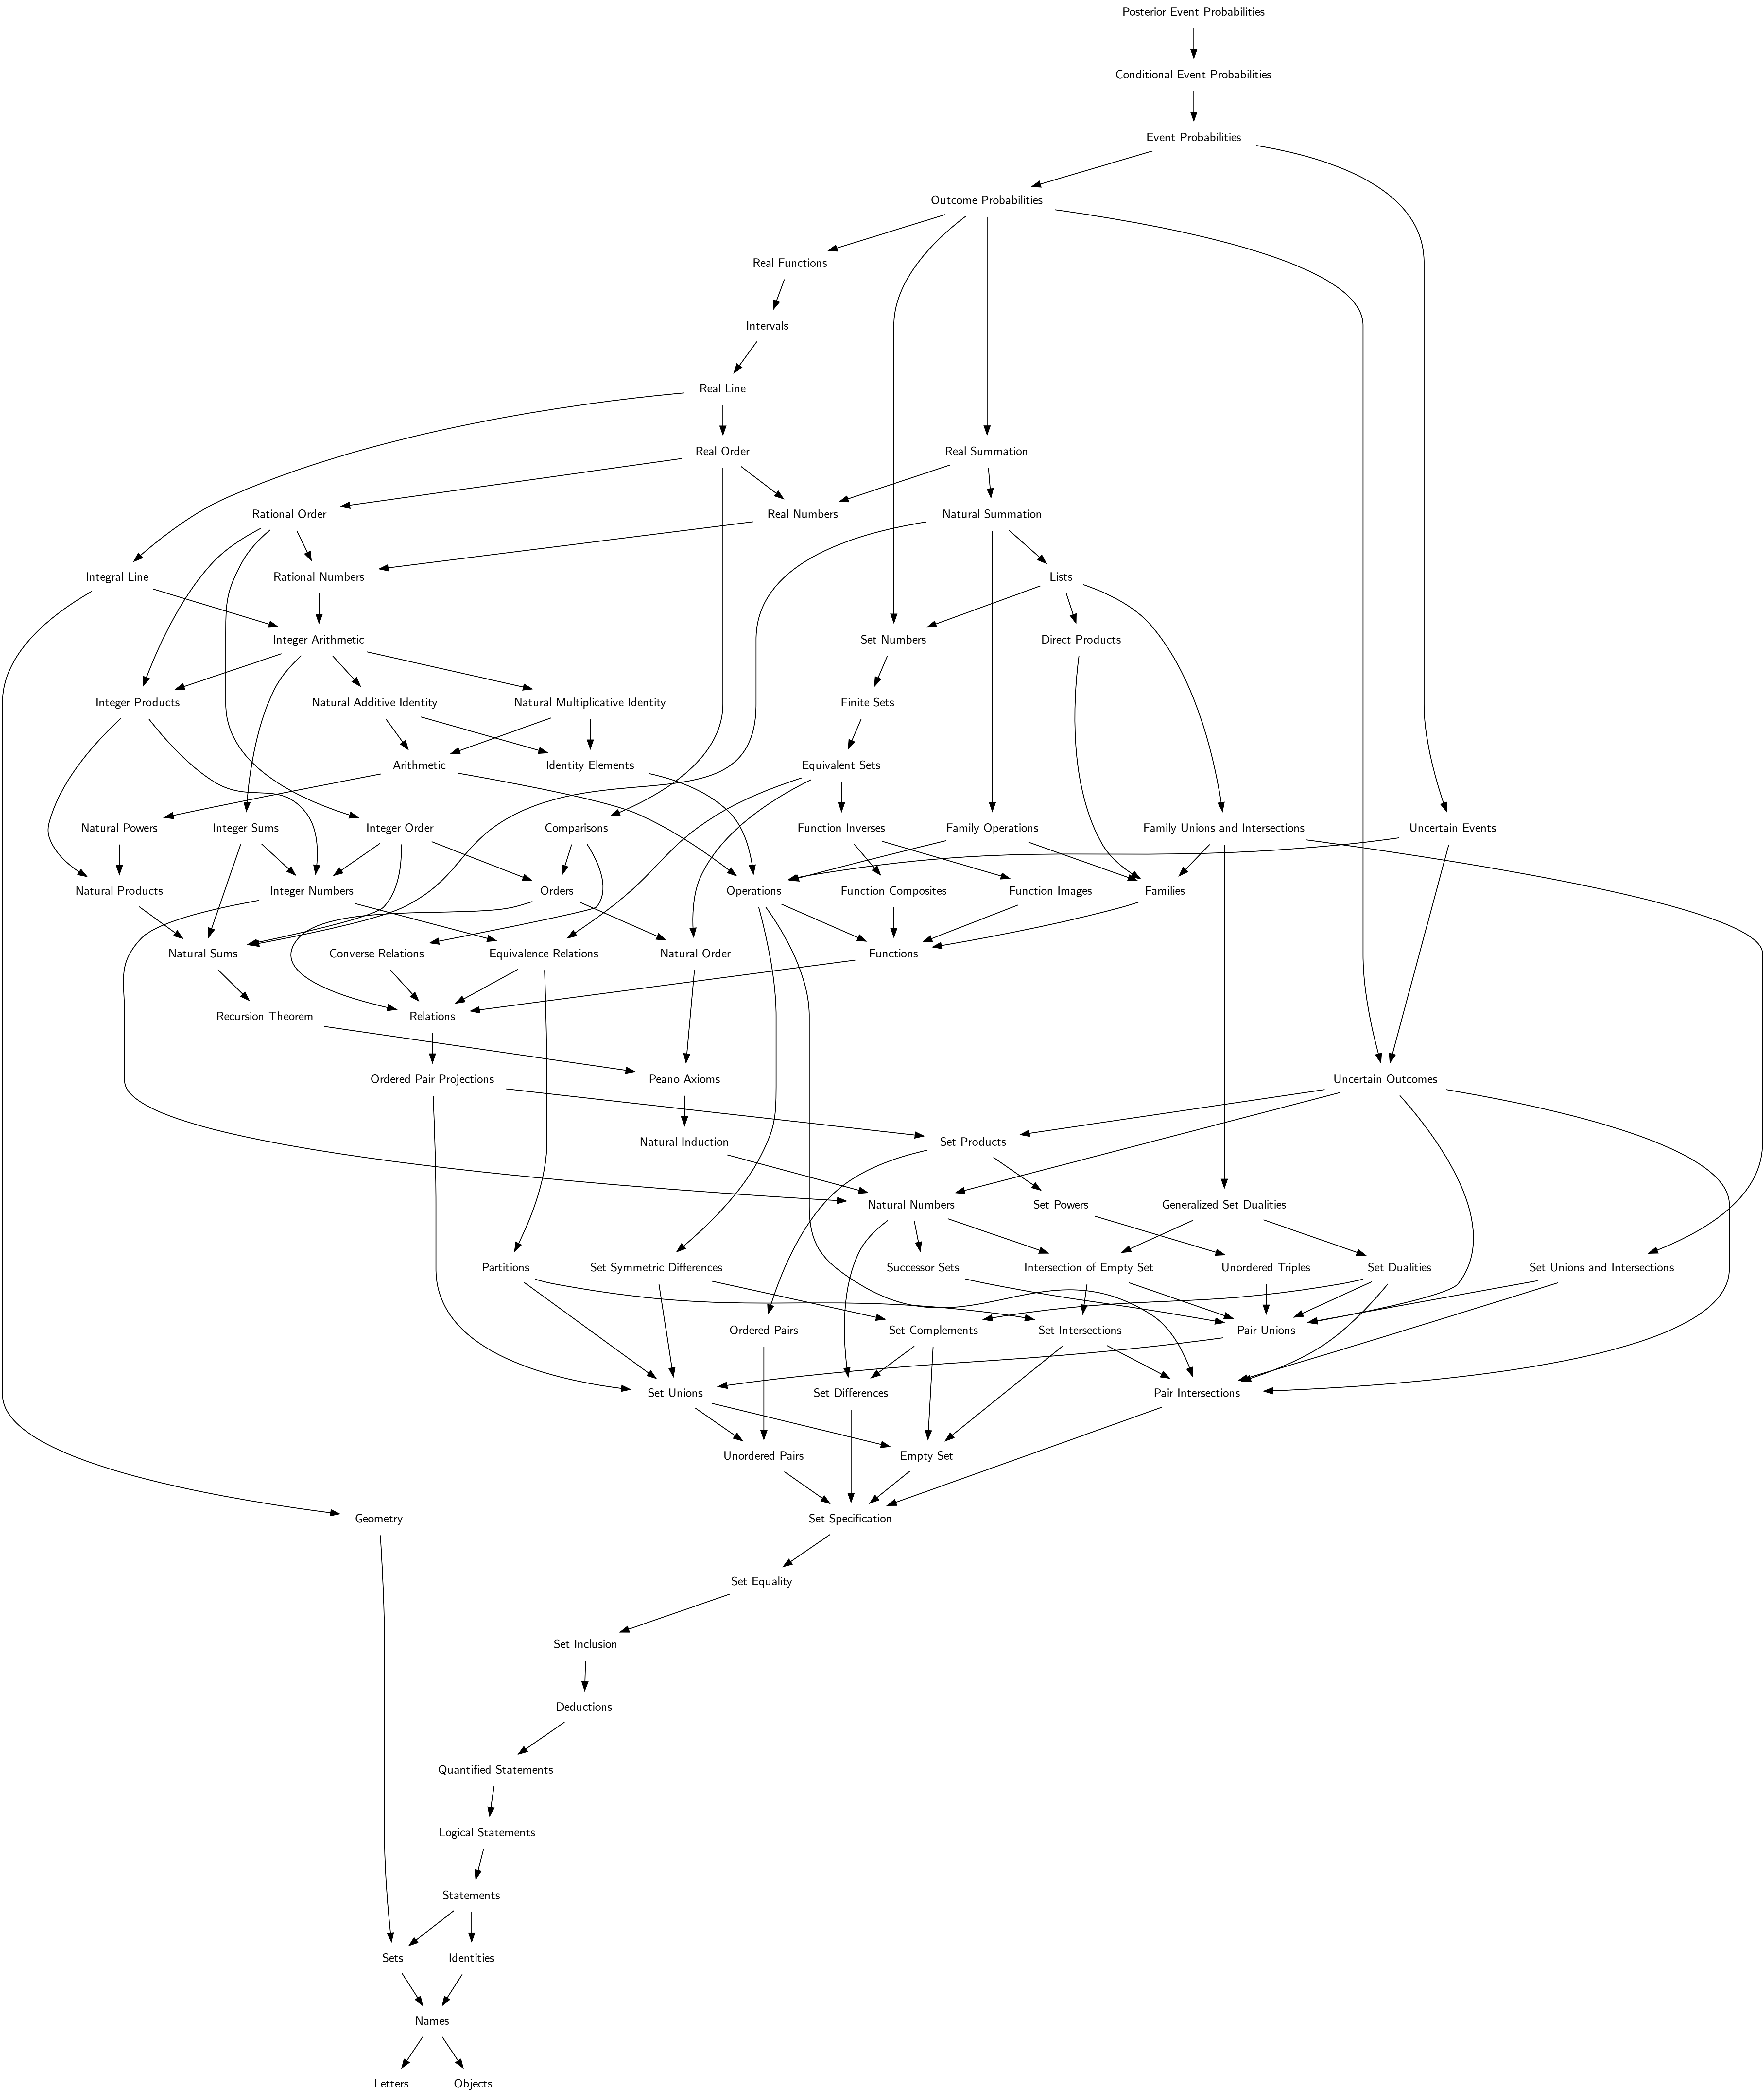 Posterior Event Probabilities
Conditional Event Probabilities
Event Probabilities
Outcome Probabilities
Real Functions
Intervals
Real Line
Real Order
Real Summation
Rational Order
Real Numbers
Natural Summation
Integral Line
Rational Numbers
Lists
Integer Arithmetic
Set Numbers
Direct Products
Integer Products
Natural Additive Identity
Natural Multiplicative Identity
Finite Sets
Arithmetic
Identity Elements
Equivalent Sets
Natural Powers
Integer Sums
Integer Order
Comparisons
Function Inverses
Family Operations
Family Unions and Intersections
Uncertain Events
Natural Products
Integer Numbers
Orders
Operations
Function Composites
Function Images
Families
Natural Sums
Converse Relations
Equivalence Relations
Natural Order
Functions
Recursion Theorem
Relations
Ordered Pair Projections
Peano Axioms
Uncertain Outcomes
Natural Induction
Set Products
Natural Numbers
Set Powers
Generalized Set Dualities
Partitions
Set Symmetric Differences
Successor Sets
Intersection of Empty Set
Unordered Triples
Set Dualities
Set Unions and Intersections
Ordered Pairs
Set Complements
Set Intersections
Pair Unions
Set Unions
Set Differences
Pair Intersections
Unordered Pairs
Empty Set
Geometry
Set Specification
Set Equality
Set Inclusion
Deductions
Quantified Statements
Logical Statements
Statements
Sets
Identities
Names
Letters
Objects